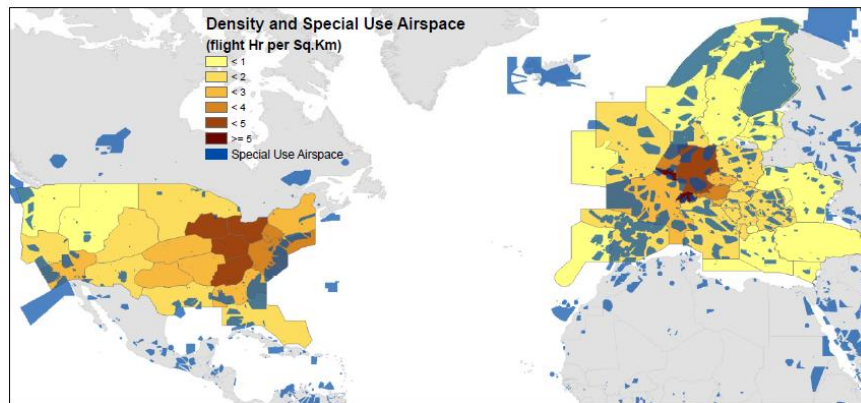 Density and Special Use Airspace
(flight Hr per Sq.Km)
< 1
< 2
< 3
< 4
< 5
>= 5
Special Use Airspace